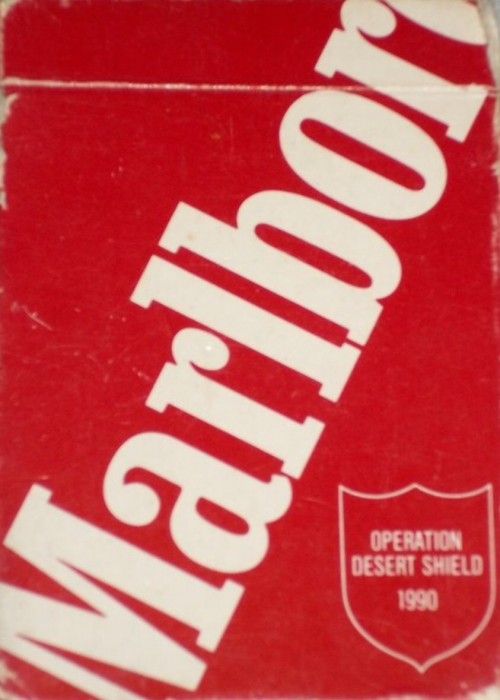 Marlbor
OPERATION
DESERT SHIELD
1990